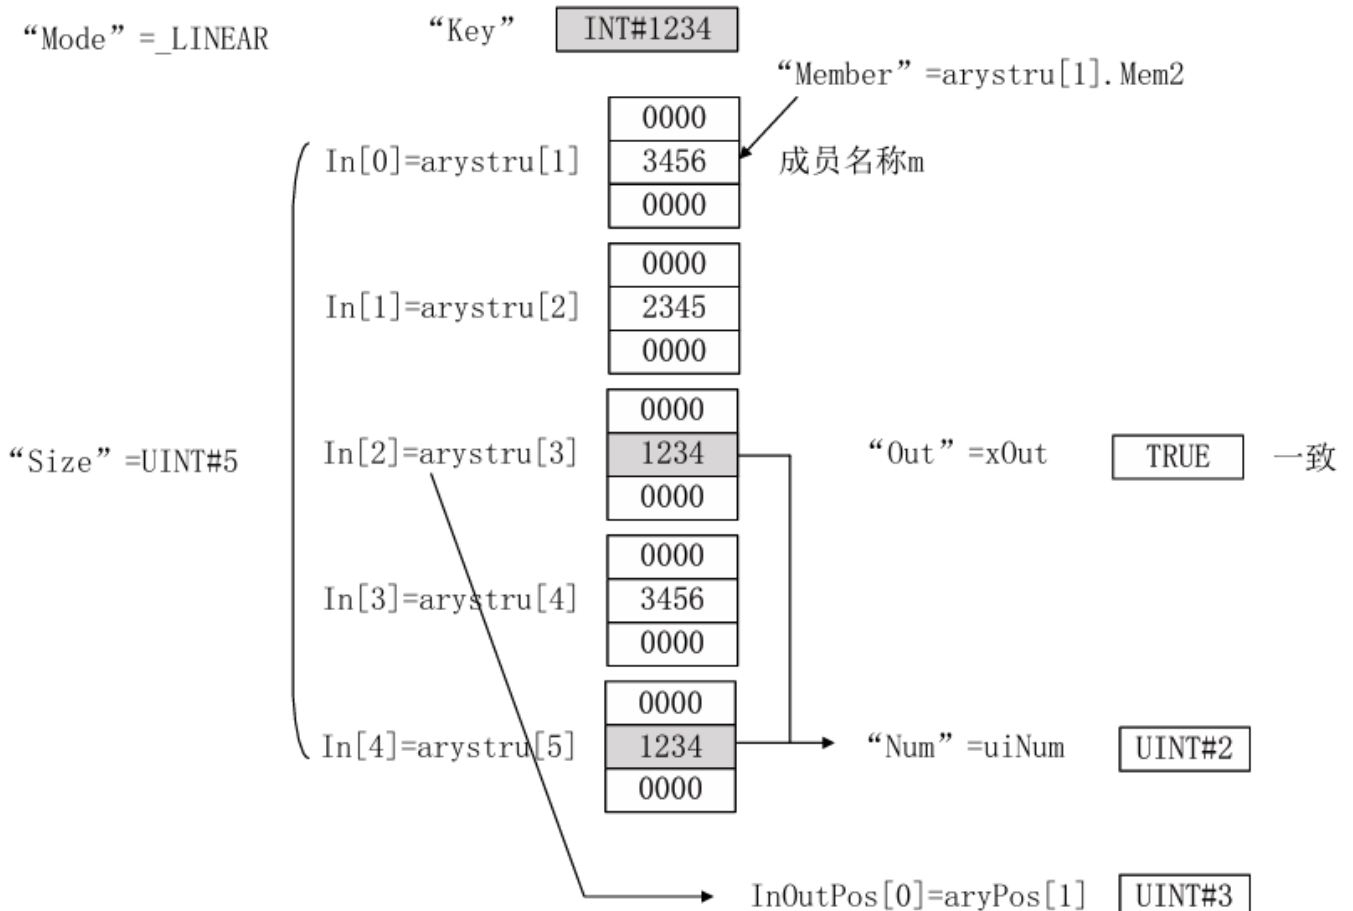 “Mode”=_LINEAR “Key” INT#1234
“Member”=arystru[1].Mem2
0000
In[0]=arystru[1] 3456 成员名称m
0000
0000
In[1]=arystru[2] 2345
0000
0000
“Size”=UINT#5 In[2]=arystru[3] 1234 “Out”=xOut TRUE 一致
0000
0000
In[3]=arystru[4] 3456
0000
0000
In[4]=arystru[5] 1234 “Num”=uiNum UINT#2
0000
InOutPos[0]=aryPos[1] UINT#3